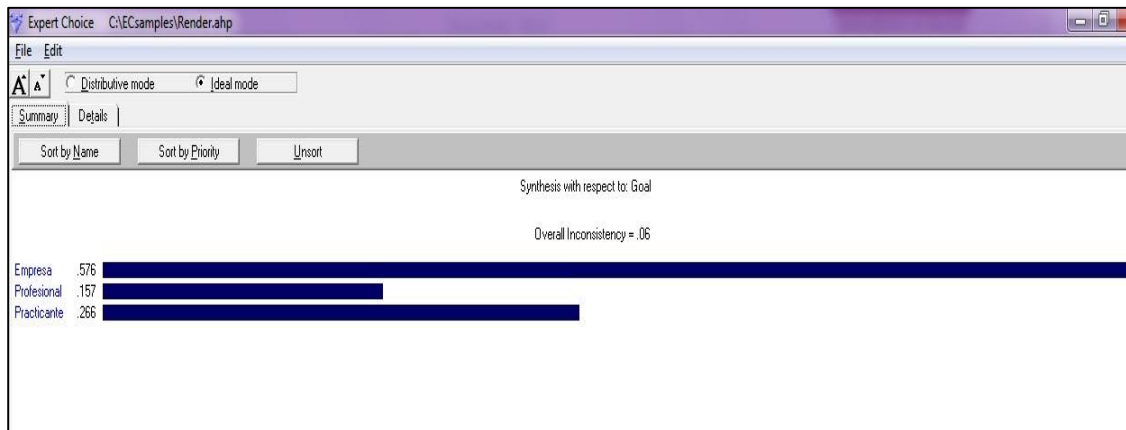 Expert Choice C:\ECsamples\Render.ahp
File Edit
A A Distributive mode Ideal mode
Summary Details
Sort by Name Sort by Priority Unsort
Synthesis with respect to: Goal
Overall Inconsistency = .06
Empresa .576
Profesional .157
Practicante .266